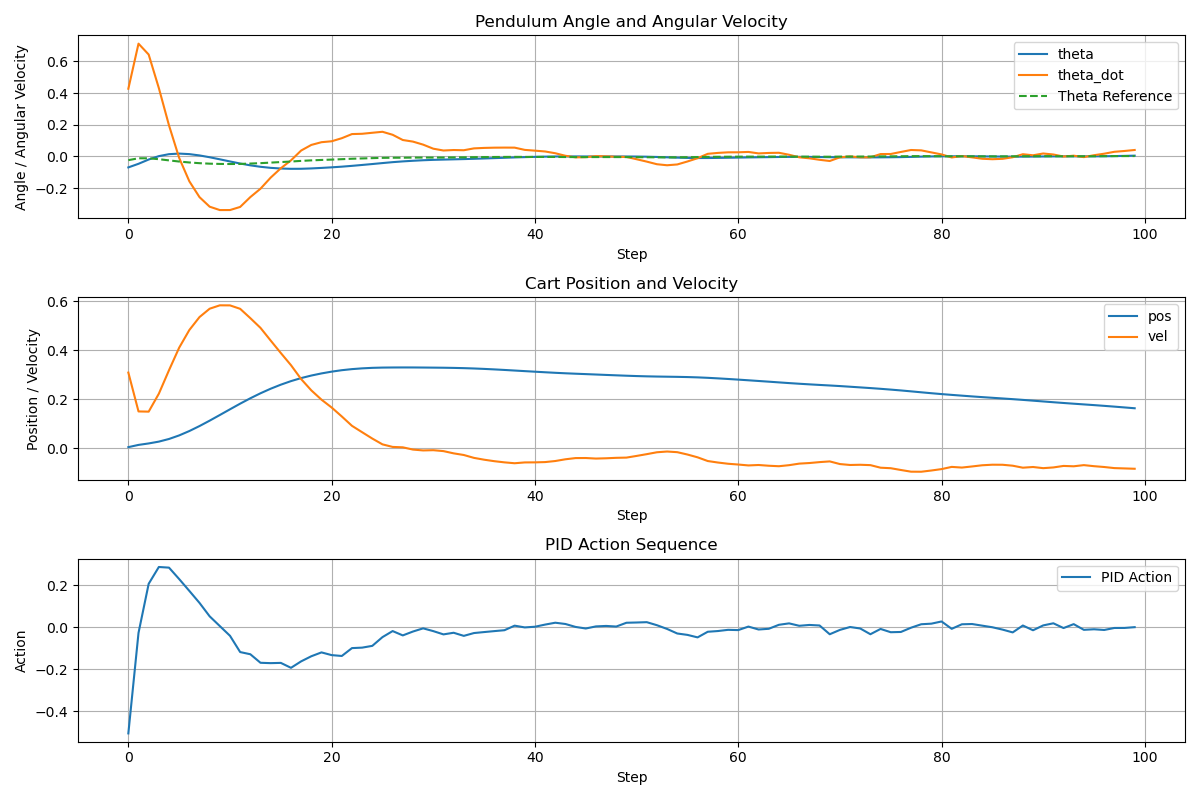 Pendulum Angle and Angular Velocity
Angle / Angular Velocity
0.6
0.4
0.2
0.0
−0.2
theta
theta_dot
Theta Reference
0 20 40 60 80 100
Step
Cart Position and Velocity
Position / Velocity
0.6
0.4
0.2
0.0
pos
vel
0 20 40 60 80 100
Step
PID Action Sequence
Action
0.2
0.0
−0.2
−0.4
PID Action
0 20 40 60 80 100
Step